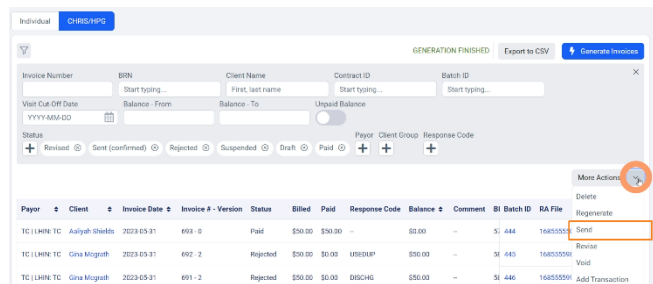 Individual CHRIS/HPG
GENERATION FINISHED Export to CSV Generate Invoices
Invoice Number BRN Client Name Contract ID Batch ID
Start typing... First, last name Start typing... Start typing...
Visit Cut-Off Date Balance - From Balance - To Unpaid Balance
YYYY-MM-DD
Status Payor Client Group Response Code
Revised Sent (confirmed) Rejected Suspended Draft Paid
More Actions
Delete
Regenerate
Send
Revise
Void
Add Transaction
Payor Client Invoice Date Invoice # - Version Status Billed Paid Response Code Balance Comment Batch ID RA File
TC | LHIN: TC Aaliyah Shields 2023-05-31 693 - 0 Paid $50.00 $50.00 -- $0.00 -- 444
TC | LHIN: TC Gina Mcgrath 2023-05-31 692 - 2 Rejected $50.00 $0.00 USEDUP $50.00 -- 445
TC | LHIN: TC Gina Mcgrath 2023-05-31 691 - 2 Rejected $50.00 $0.00 DISCHG $50.00 -- 446